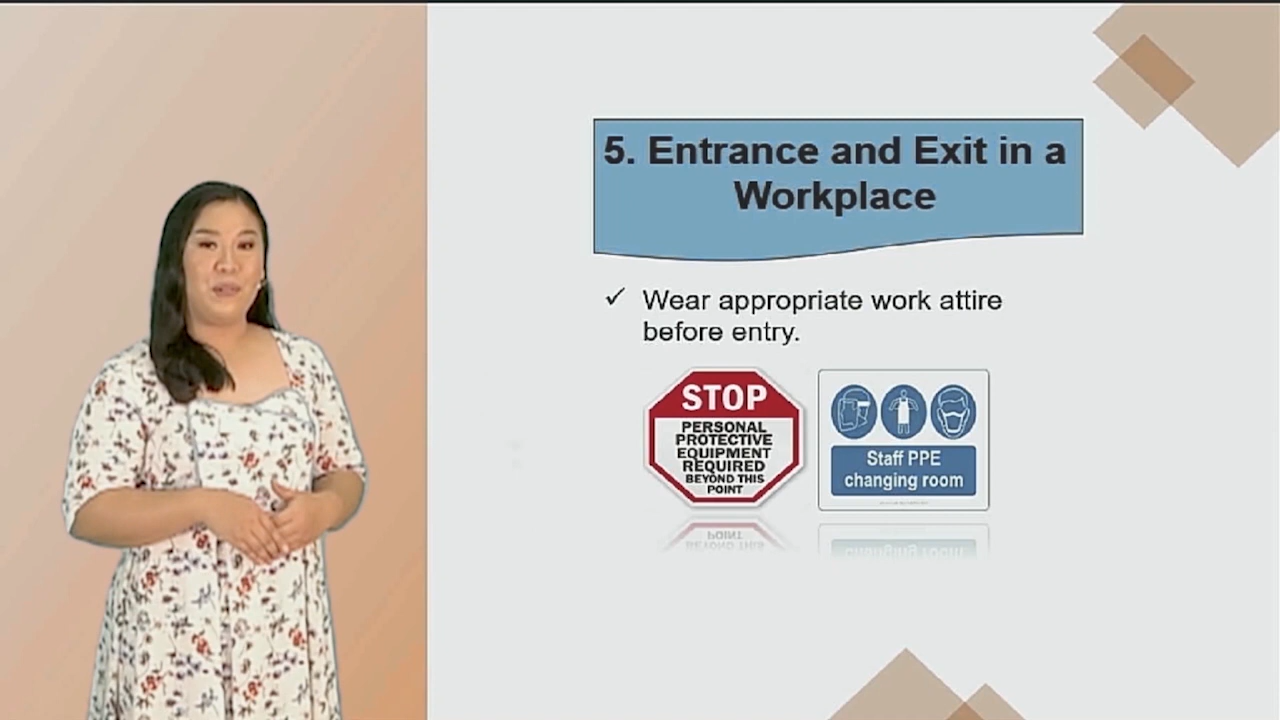 5. Entrance and Exit in a
Workplace
✓ Wear appropriate work attire
before entry.
STOP
PERSONAL
PROTECTIVE
EQUIPMENT
REQUIRED
BEYOND THIS
POINT
Staff PPE
changing room